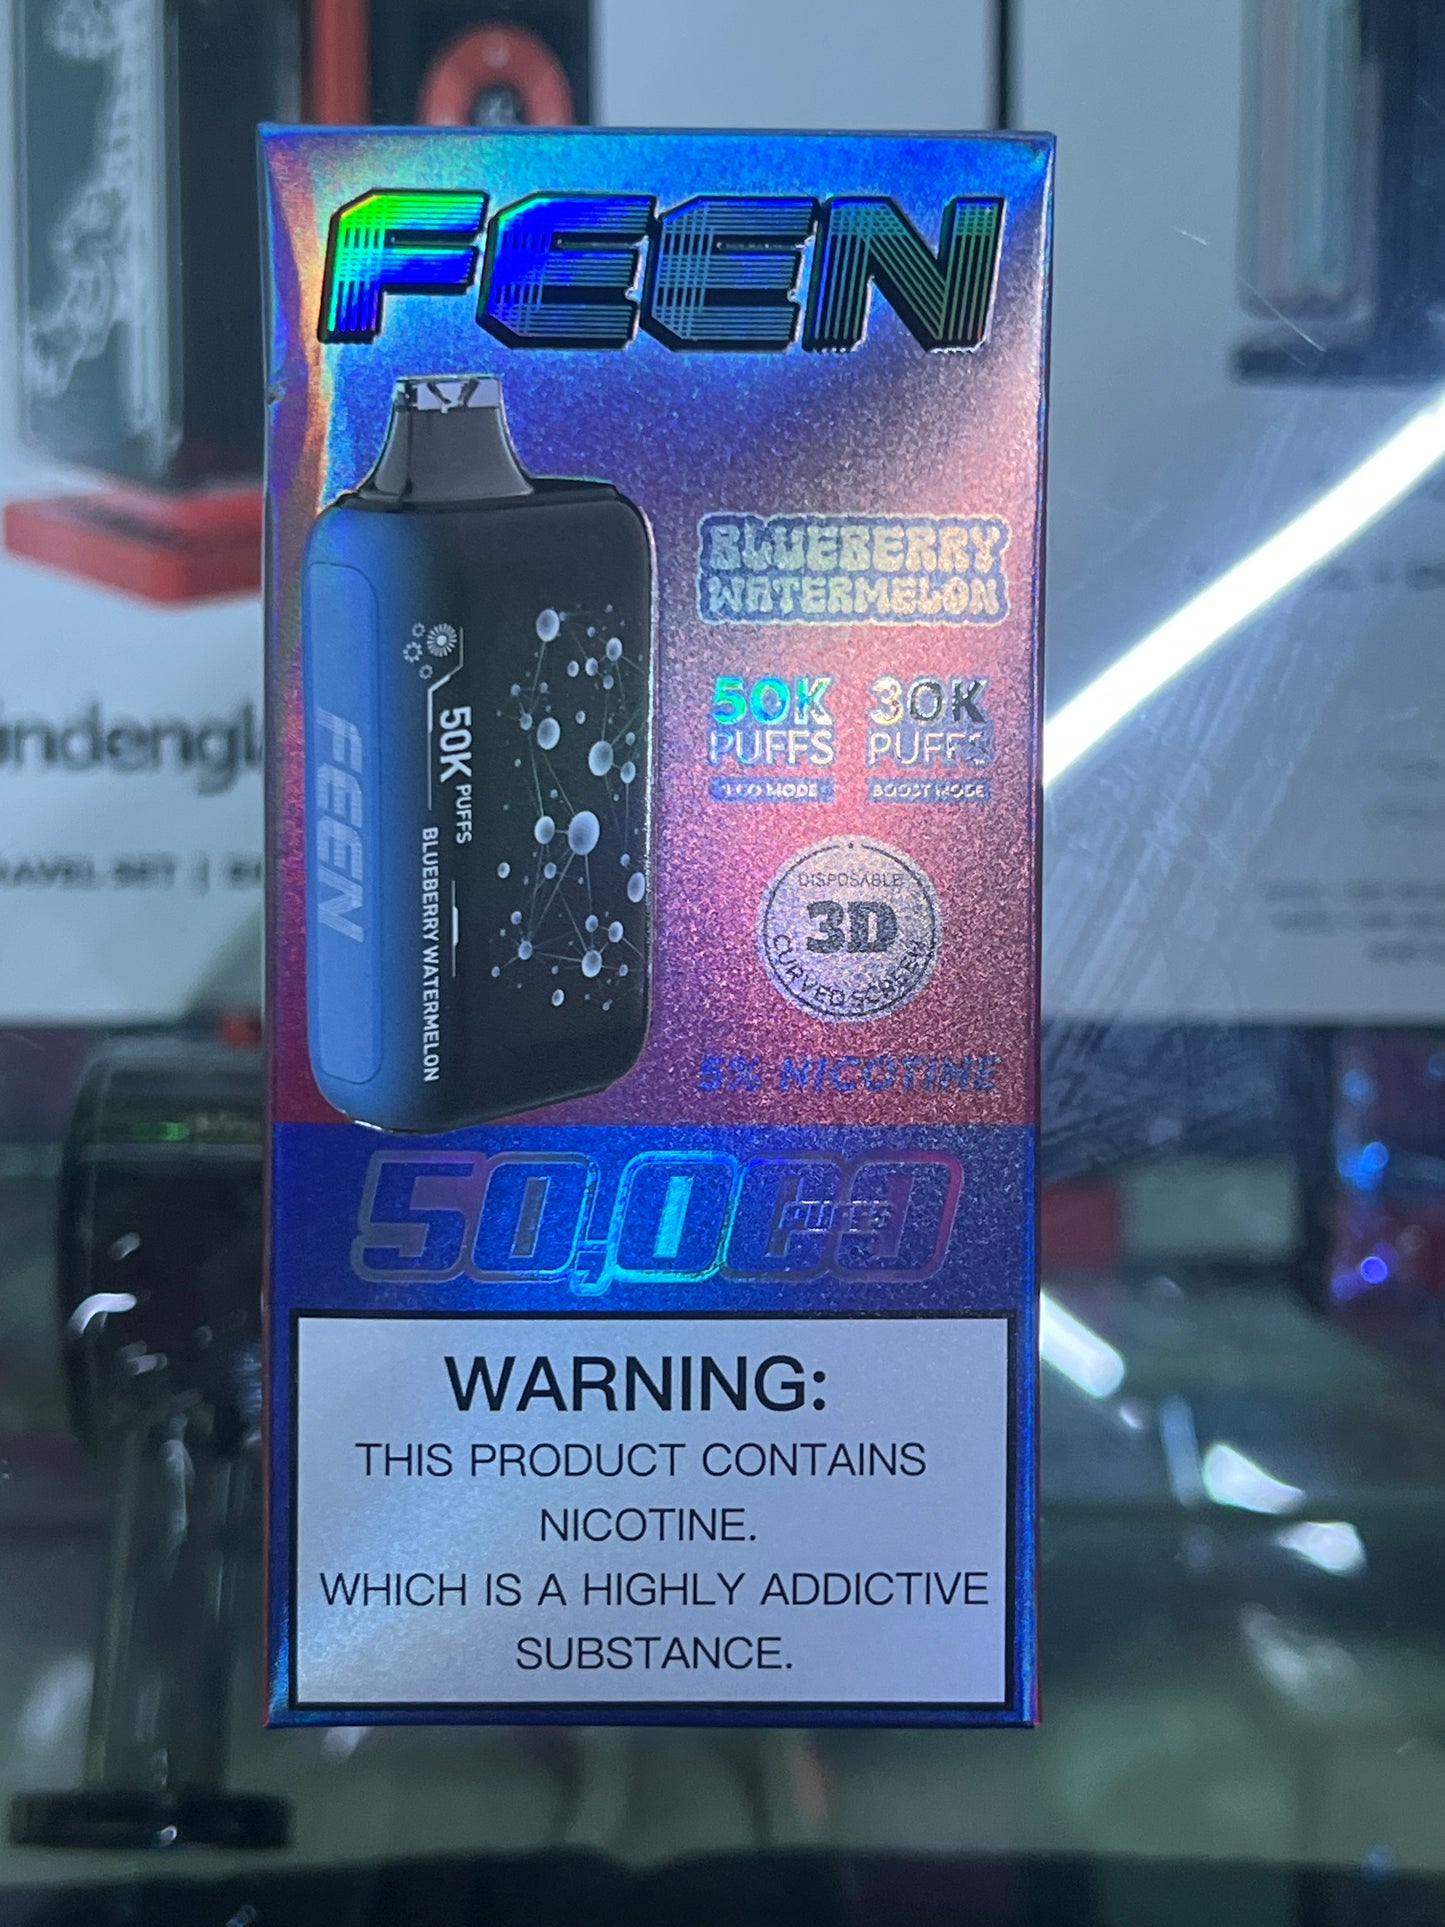 FEEN
BLUEBERRY
WATERMELON
50K 30K
PUFFS PUFFS
ECO MODE BOOST MODE
DISPOSABLE
3D
CURVED SCREEN
5% NICOTINE
FEEN
50K PUFFS
BLUEBERRY WATERMELON
50,000
PUFFS
WARNING:
THIS PRODUCT CONTAINS
NICOTINE.
WHICH IS A HIGHLY ADDICTIVE
SUBSTANCE.